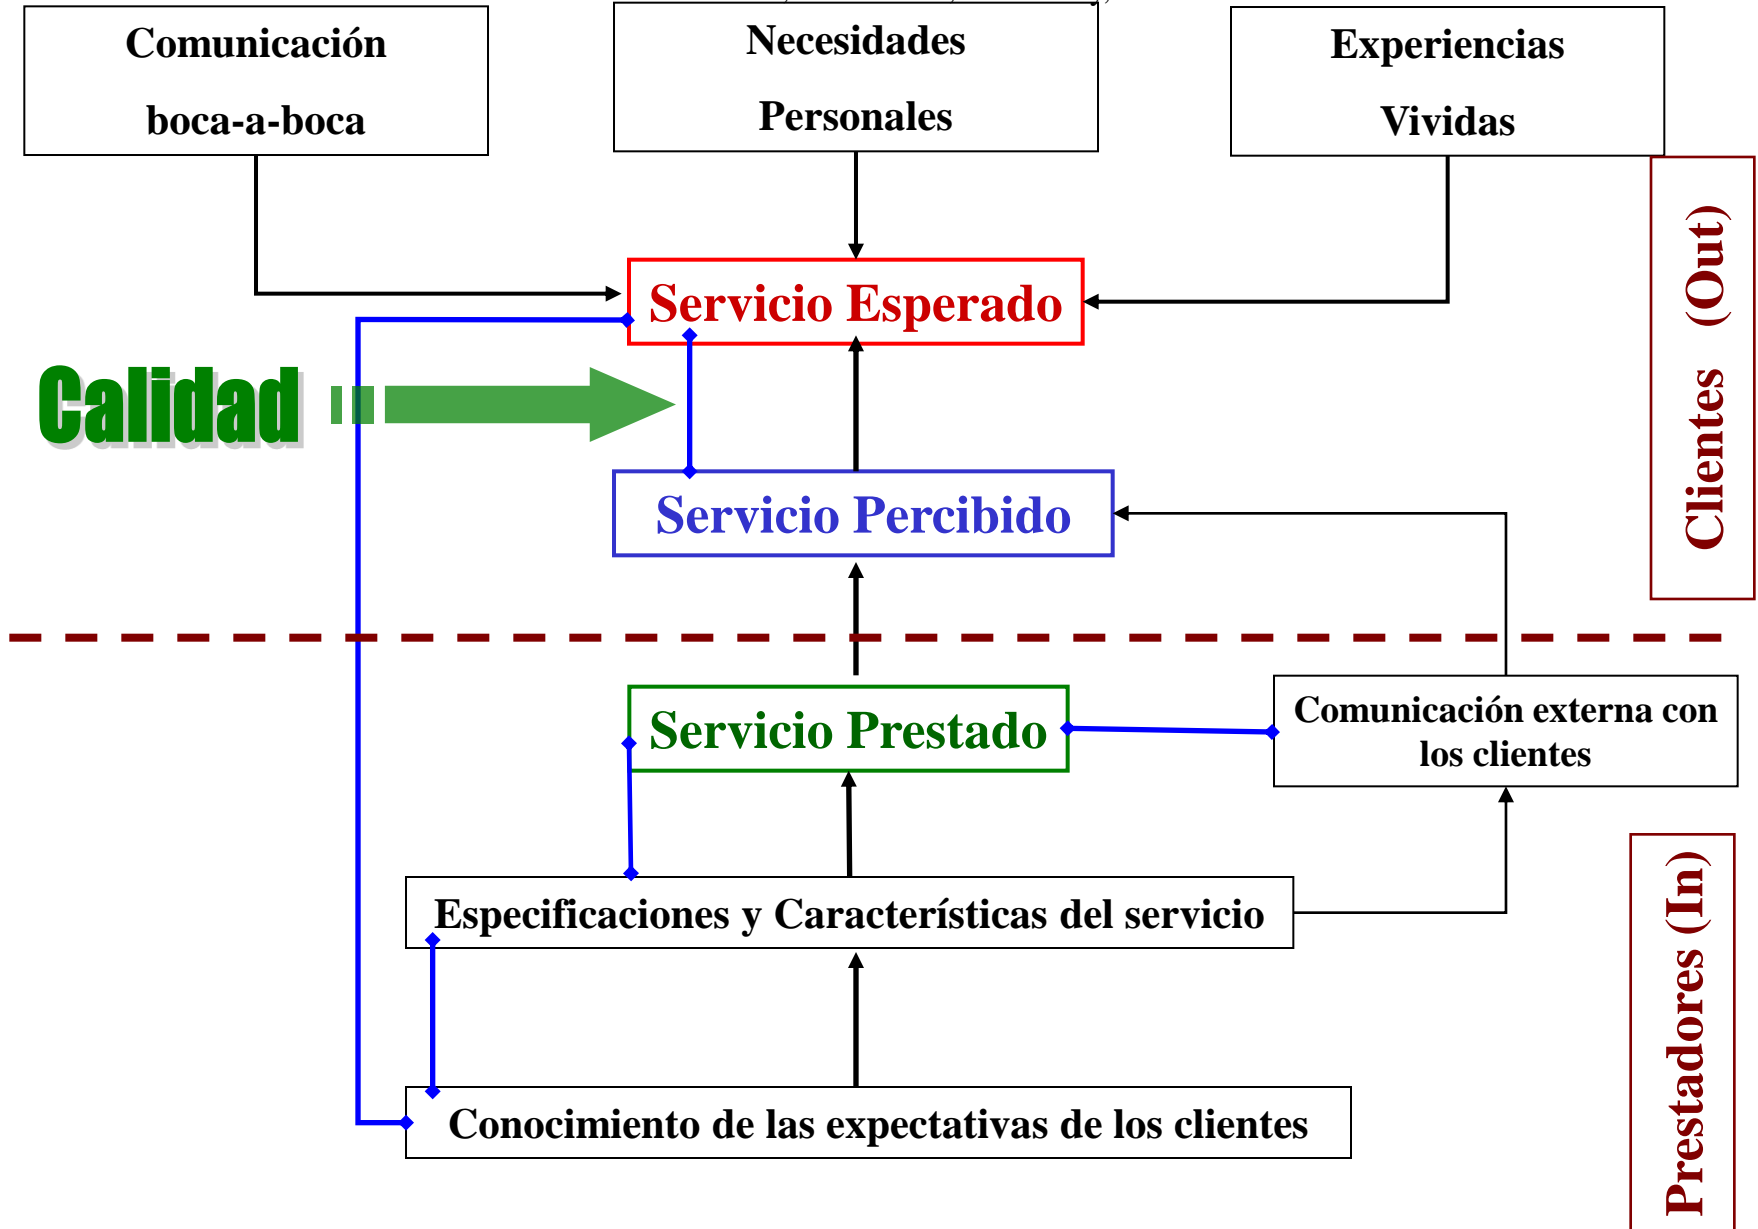 Comunicación
boca-a-boca
Necesidades
Personales
Experiencias
Vividas
Clientes (Out)
Servicio Esperado
Calidad
Servicio Percibido
Servicio Prestado
Comunicación externa con
los clientes
Especificaciones y Características del servicio
Prestadores (In)
Conocimiento de las expectativas de los clientes